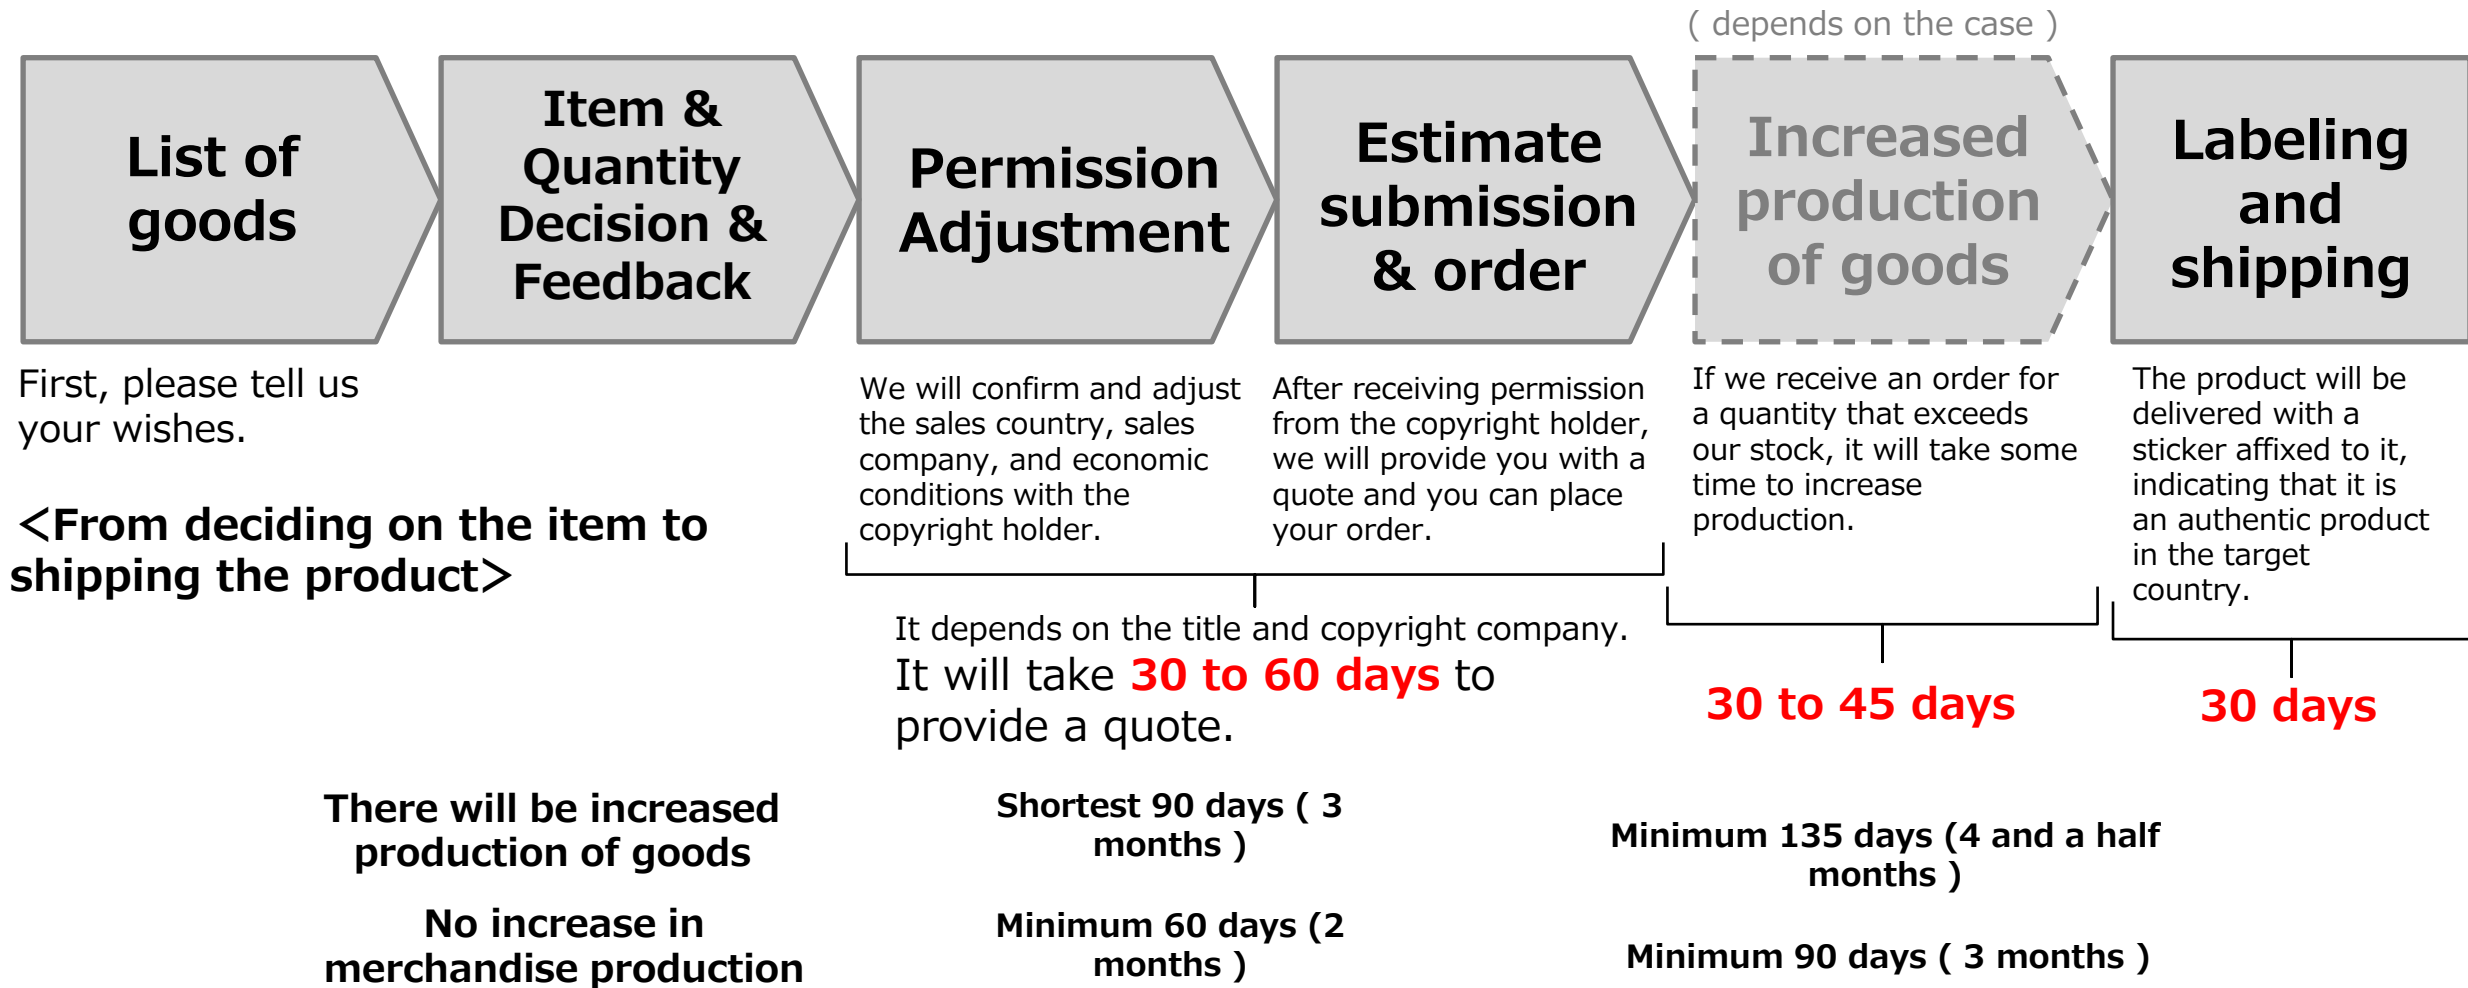 ( depends on the case )
List of
goods
Item &
Quantity
Decision &
Feedback
Permission
Adjustment
Estimate
submission
& order
Increased
production
of goods
Labeling
and
shipping
First, please tell us
your wishes.
We will confirm and adjust
the sales country, sales
company, and economic
conditions with the
copyright holder.
After receiving permission
from the copyright holder,
we will provide you with a
quote and you can place
your order.
If we receive an order for
a quantity that exceeds
our stock, it will take some
time to increase
production.
The product will be
delivered with a
sticker affixed to it,
indicating that it is
an authentic product
in the target
country.
<From deciding on the item to
shipping the product>
It depends on the title and copyright company.
It will take 30 to 60 days to
provide a quote.
30 to 45 days
30 days
There will be increased
production of goods
Shortest 90 days ( 3
months )
Minimum 135 days (4 and a half
months )
No increase in
merchandise production
Minimum 60 days (2
months )
Minimum 90 days ( 3 months )